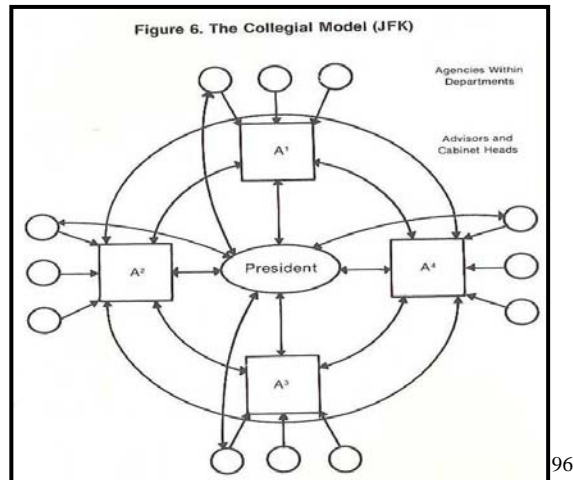 Figure 6. The Collegial Model (JFK)
Agencies Within
Departments
Advisors and
Cabinet Heads
A¹
A²
President
A⁴
A³
96